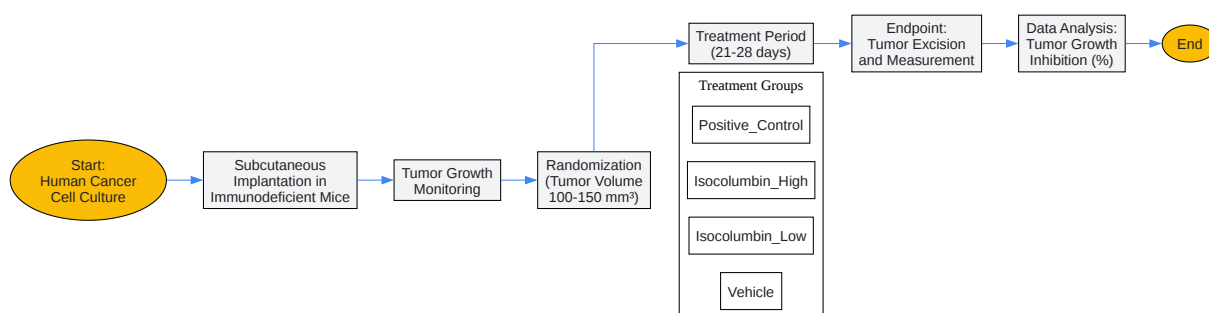 Start:
Human Cancer
Cell Culture
Subcutaneous
Implantation in
Immunodeficient Mice
Tumor Growth
Monitoring
Randomization
(Tumor Volume
100-150 mm³)
Treatment Period
(21-28 days)
Treatment Groups
Positive_Control
Isocolumbin_High
Isocolumbin_Low
Vehicle
Endpoint:
Tumor Excision
and Measurement
Data Analysis:
Tumor Growth
Inhibition (%)
End